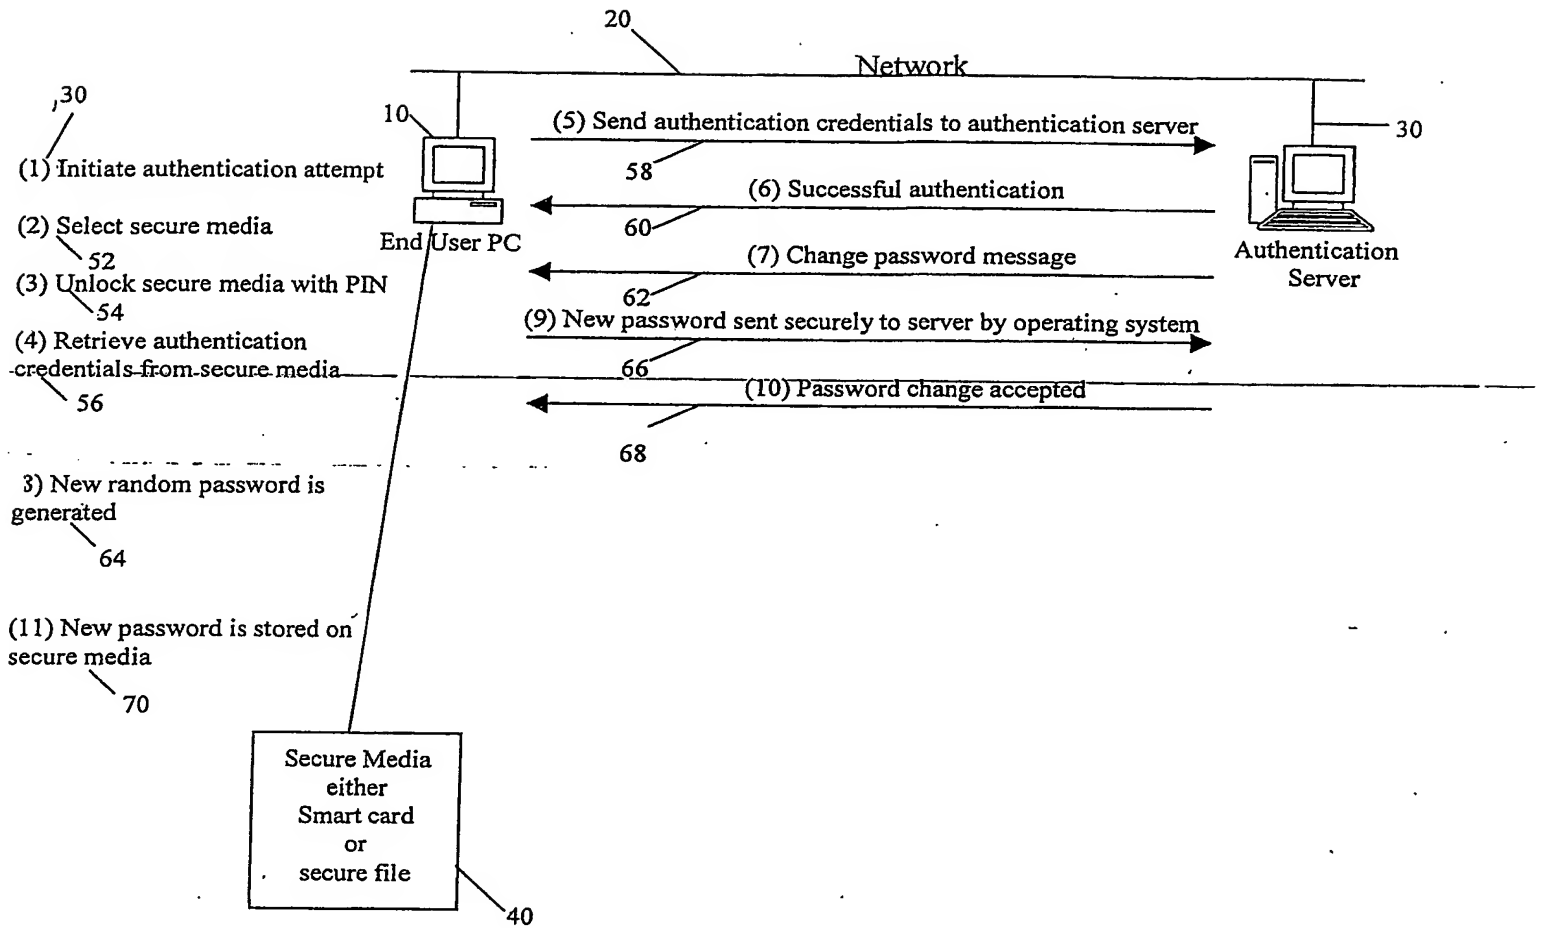 20
Network
30
10
(5) Send authentication credentials to authentication server
30
(1) Initiate authentication attempt
58
(6) Successful authentication
(2) Select secure media
60
End User PC
52
(7) Change password message
Authentication
Server
(3) Unlock secure media with PIN
62
54
(9) New password sent securely to server by operating system
(4) Retrieve authentication
credentials from secure media
66
56
(10) Password change accepted
68
3) New random password is
generated
64
(11) New password is stored on
secure media
70
Secure Media
either
Smart card
or
secure file
40